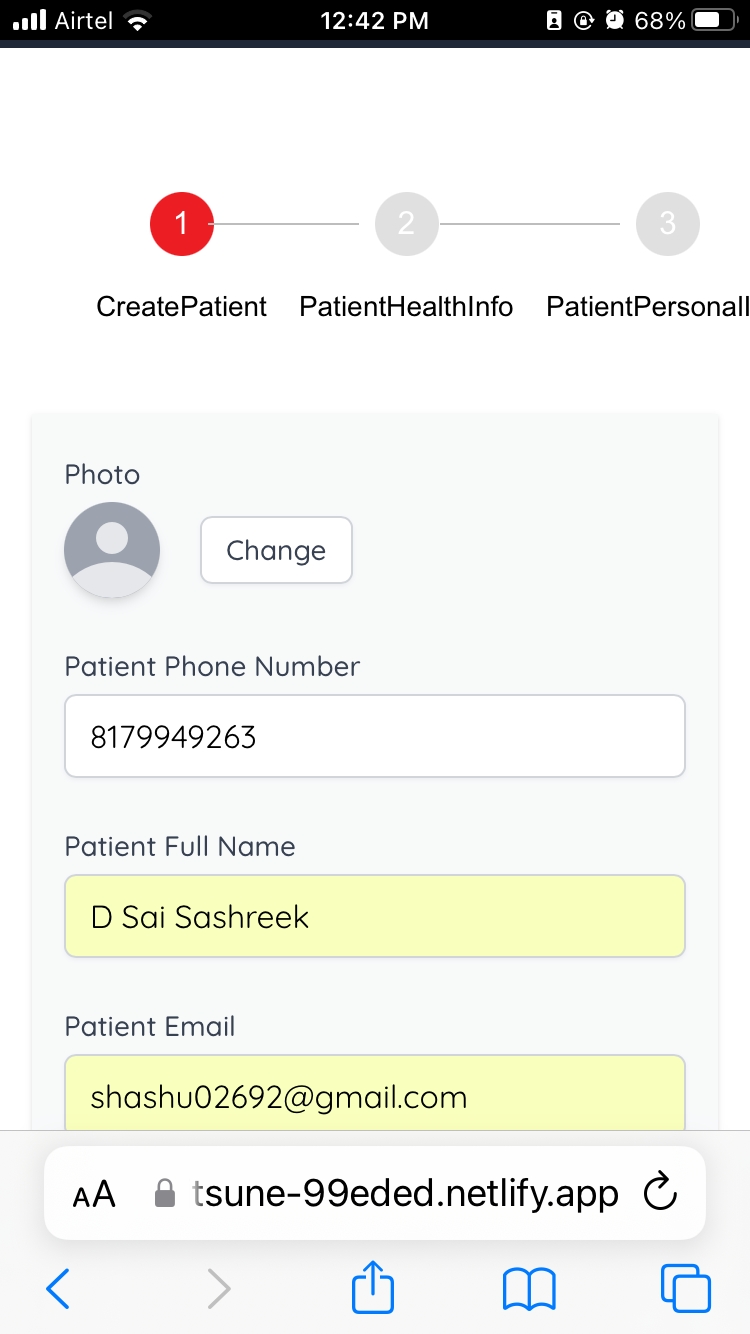 Airtel 12:42 PM 68%
1 2 3
CreatePatient PatientHealthInfo PatientPersonalI
Photo
Change
Patient Phone Number
8179949263
Patient Full Name
D Sai Sashreek
Patient Email
shashu02692@gmail.com
AA tsune-99eded.netlify.app